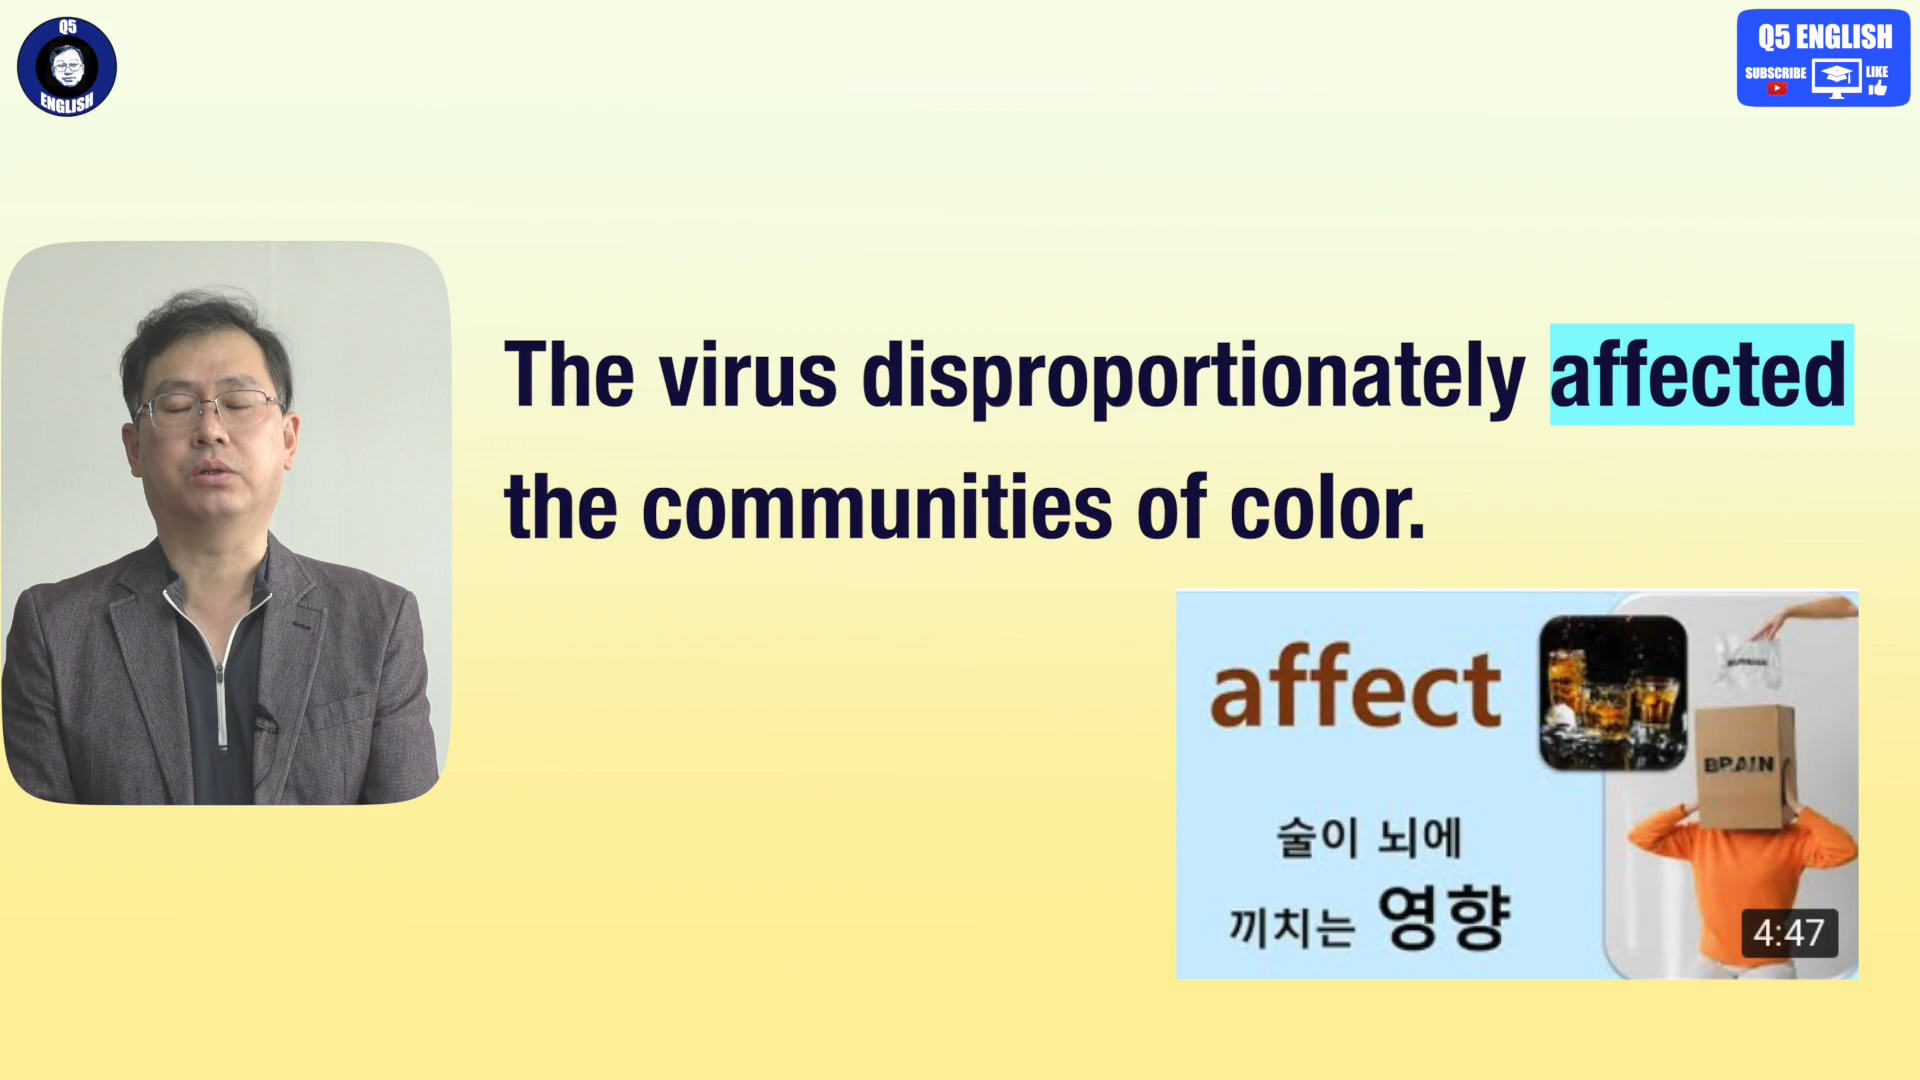 Q5
ENGLISH
Q5 ENGLISH
SUBSCRIBE
LIKE
The virus disproportionately affected
the communities of color.
affect
술이 뇌에
끼치는 영향
BRAIN
4:47